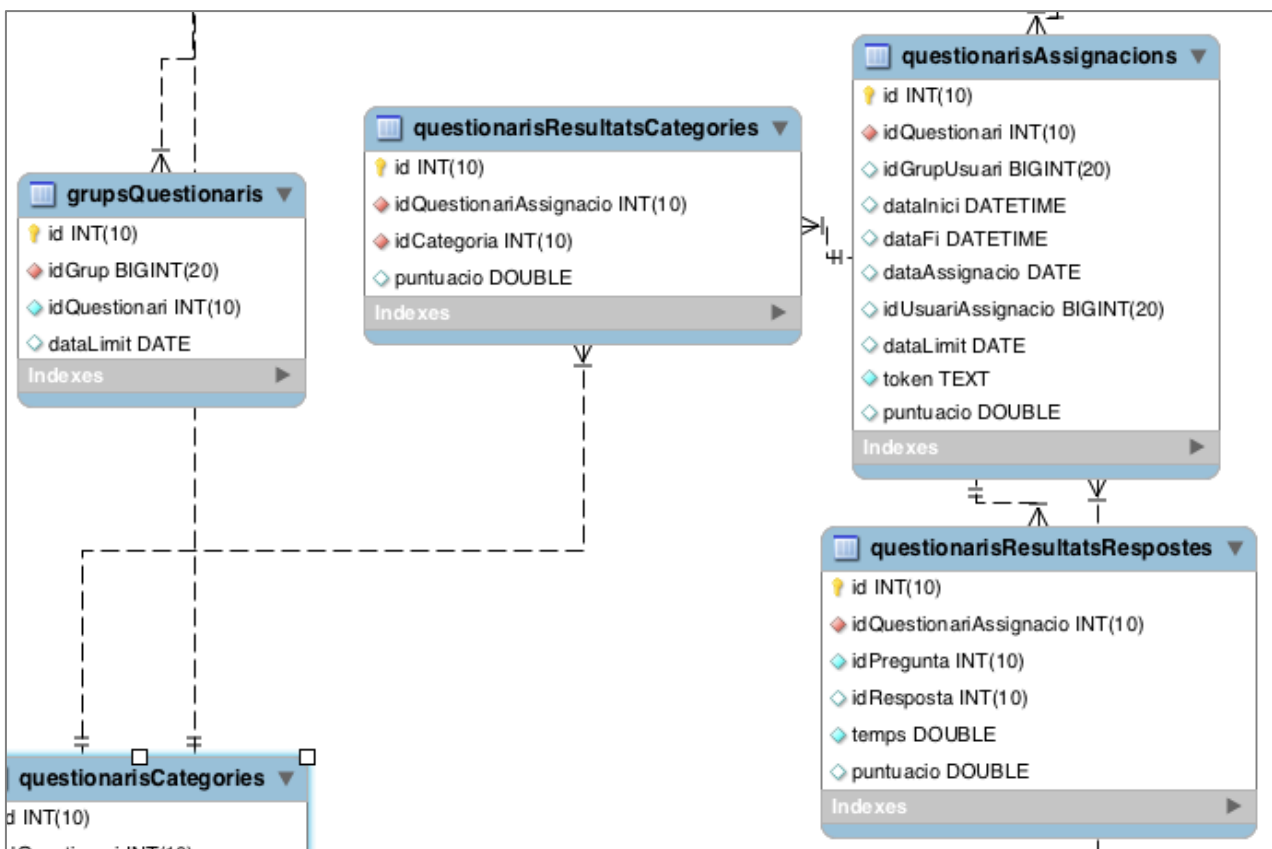 grupsQuestionaris
id INT(10)
idGrup BIGINT(20)
idQuestionari INT(10)
dataLimit DATE
Indexes
questionarisResultatsCategories
id INT(10)
idQuestionariAssignacio INT(10)
idCategoria INT(10)
puntuacio DOUBLE
Indexes
questionarisAssignacions
id INT(10)
idQuestionari INT(10)
idGrupUsuari BIGINT(20)
dataInici DATETIME
dataFi DATETIME
dataAssignacio DATE
idUsuariAssignacio BIGINT(20)
dataLimit DATE
token TEXT
puntuacio DOUBLE
Indexes
questionarisResultatsRespostes
id INT(10)
idQuestionariAssignacio INT(10)
idPregunta INT(10)
idResposta INT(10)
temps DOUBLE
puntuacio DOUBLE
Indexes
questionarisCategories
d INT(10)